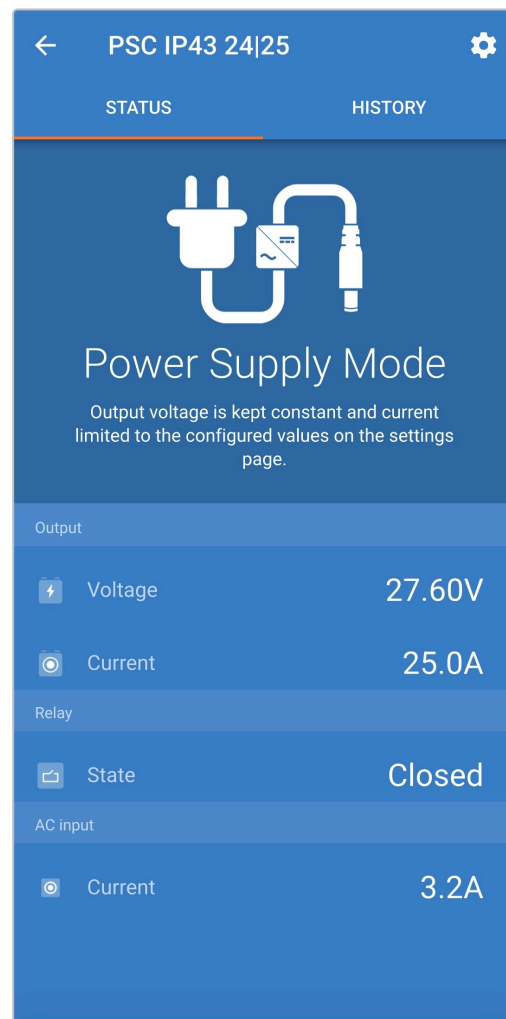 PSC IP43 24|25
STATUS
HISTORY
Power Supply Mode
Output voltage is kept constant and current
limited to the configured values on the settings
page.
Output
Voltage
27.60V
Current
25.0A
Relay
State
Closed
AC input
Current
3.2A